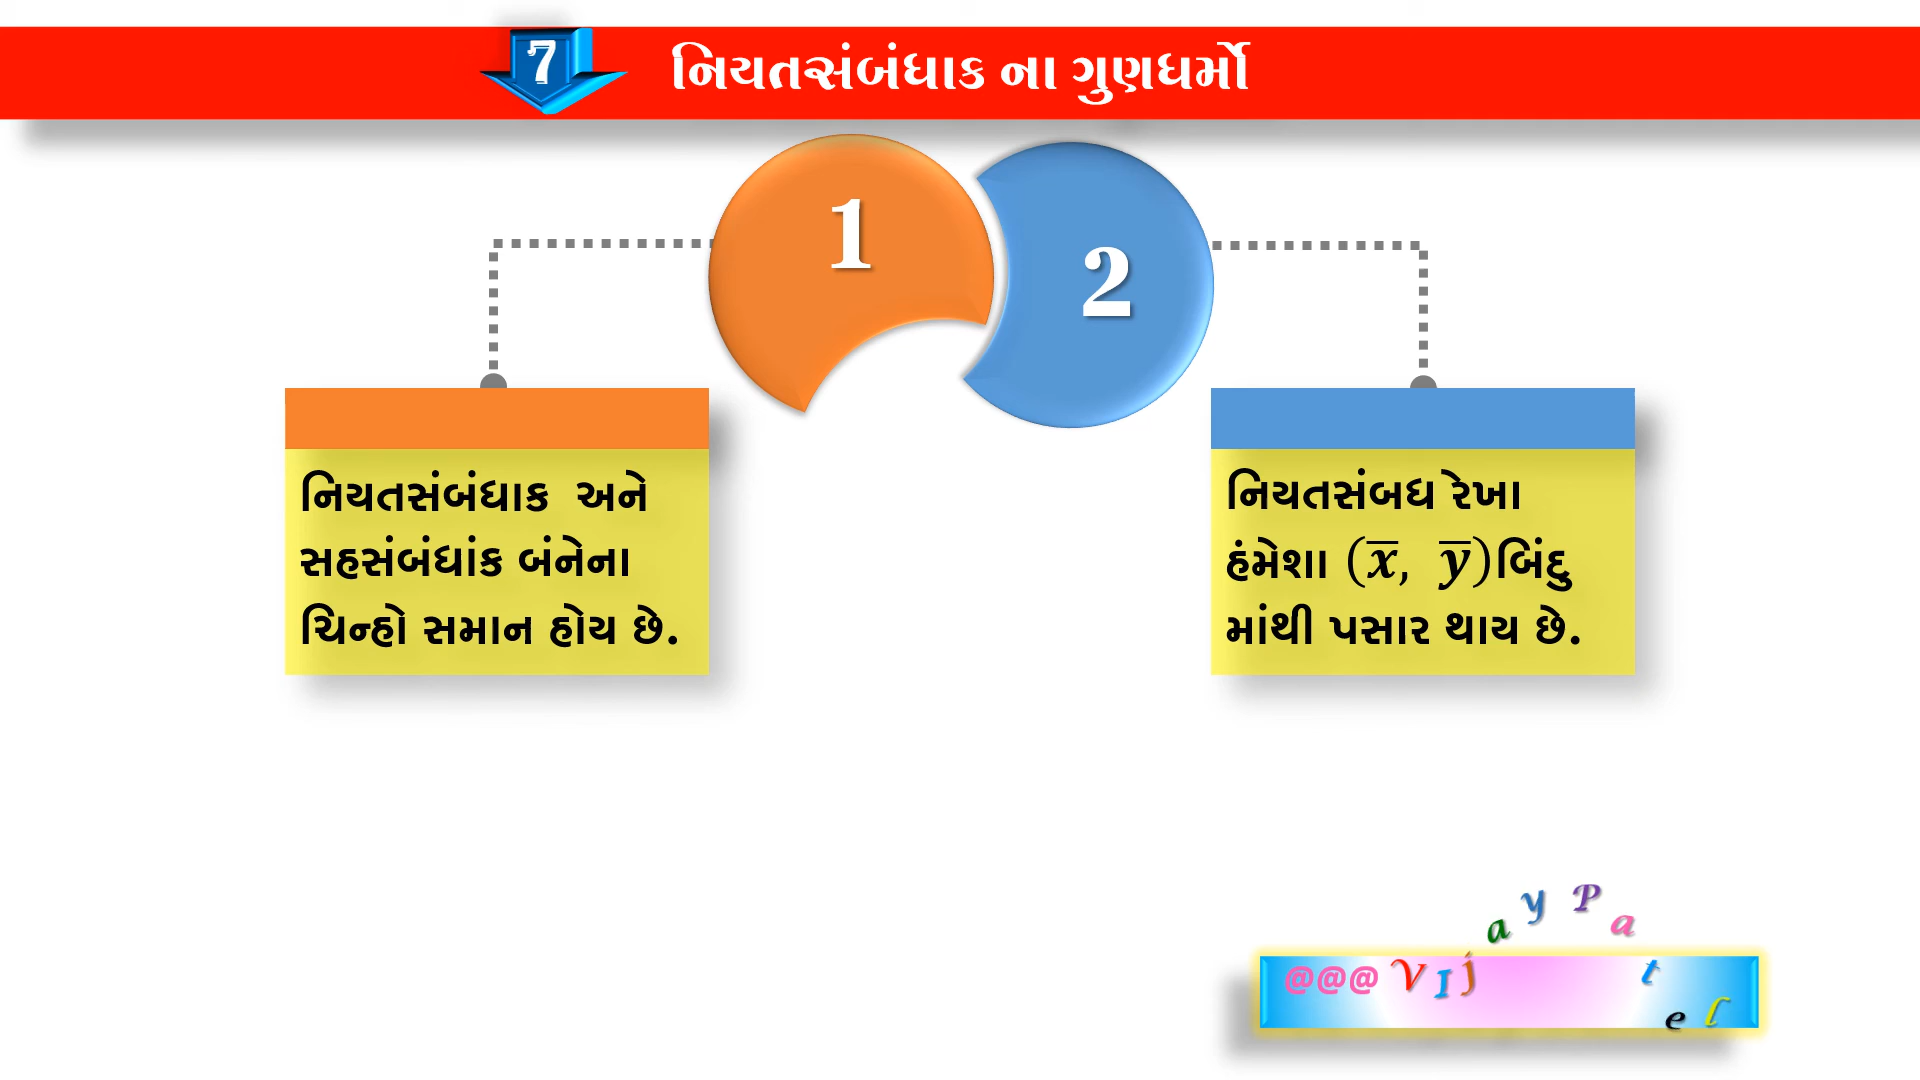 7 નિયતસંબંધાક ના ગુણધર્મો
1
2
નિયતસંબંધાક અને
સહસંબંધાંક બંનેના
ચિન્હો સમાન હોય છે.
નિયતસંબધ રેખા
હંમેશા (x̅, y̅)બિંદુ
માંથી પસાર થાય છે.
@@@ VIjay Patel